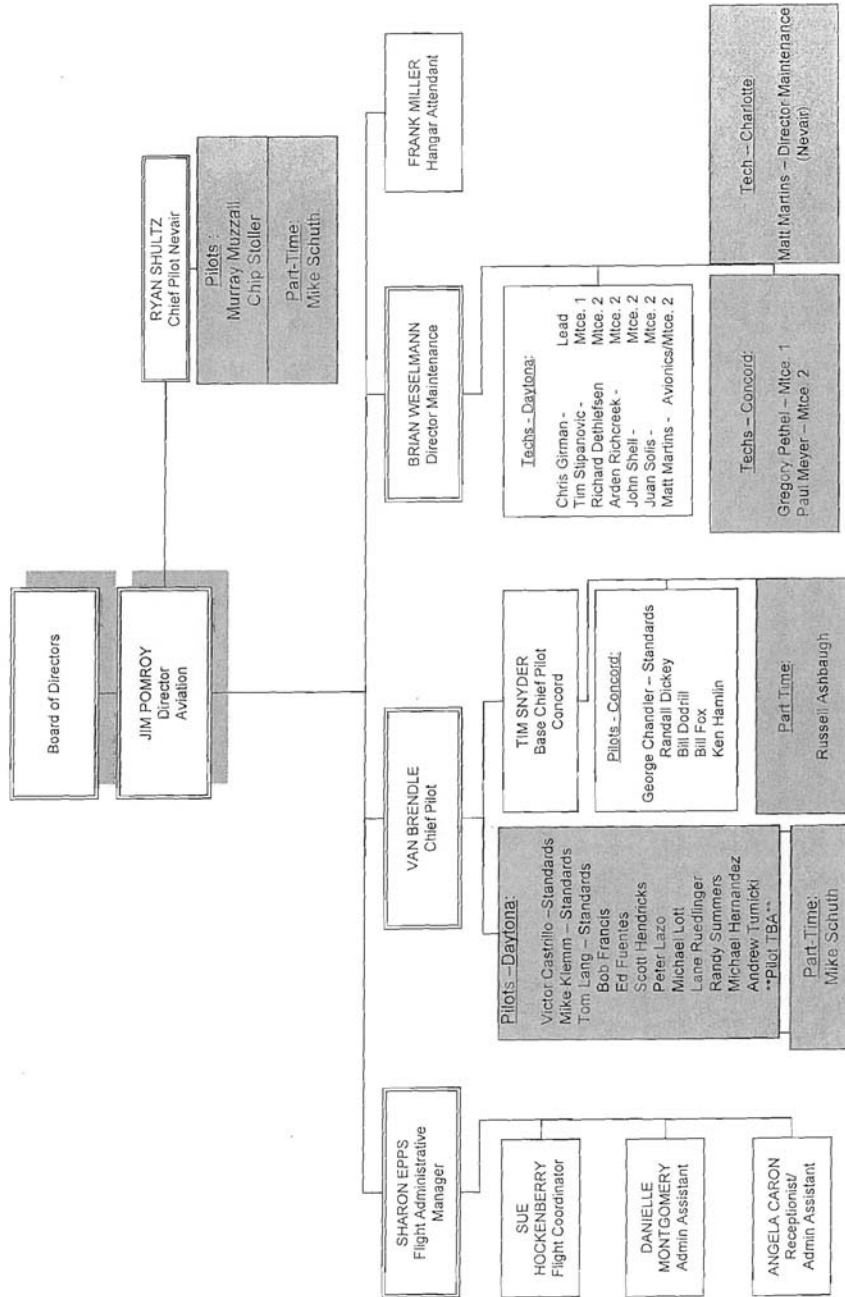 Board of Directors
JIM POMROY
Director
Aviation
RYAN SHULTZ
Chief Pilot Nevair
Pilots :
Murray Muzzall
Chip Stoller
Part-Time:
Mike Schuth
SHARON EPPS
Flight Administrative
Manager
SUE
HOCKENBERRY
Flight Coordinator
DANIELLE
MONTGOMERY
Admin Assistant
ANGELA CARON
Receptionist/
Admin Assistant
VAN BRENDLE
Chief Pilot
Pilots –Daytona:
Victor Castrillo –Standards
Mike Klemm – Standards
Tom Lang – Standards
Bob Francis
Ed Fuentes
Scott Hendricks
Peter Lazo
Michael Lott
Lane Ruedlinger
Randy Summers
Michael Hernandez
Andrew Tumicki
**Pilot TBA**
Part-Time:
Mike Schuth
TIM SNYDER
Base Chief Pilot
Concord
Pilots - Concord:
George Chandler – Standards
Randall Dickey
Bill Dodrill
Bill Fox
Ken Hamlin
Part Time:
Russell Ashbaugh
BRIAN WESELMANN
Director Maintenance
Techs - Daytona:
Chris Girman - Lead
Tim Stipanovic - Mtce. 1
Richard Dethlefsen Mtce. 2
Arden Richcreek - Mtce. 2
John Shell - Mtce. 2
Juan Solis - Mtce. 2
Matt Martins - Avionics/Mtce. 2
Techs – Concord:
Gregory Pethel – Mtce. 1
Paul Meyer – Mtce. 2
Tech – Charlotte:
Matt Martins – Director Maintenance
(Nevair)
FRANK MILLER
Hangar Attendant